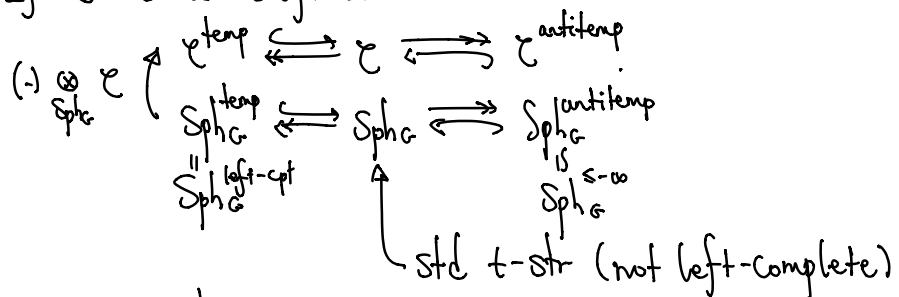 𝒞^temp ⇄ 𝒞 ⇄ 𝒞^antitemp
(-) ⊗_{Sph_G} 𝒞
Sph_G^temp ⇄ Sph_G ⇄ Sph_G^antitemp
Sph_G^left-cpt Sph_G^{≤-∞}
std t-str (not left-complete)